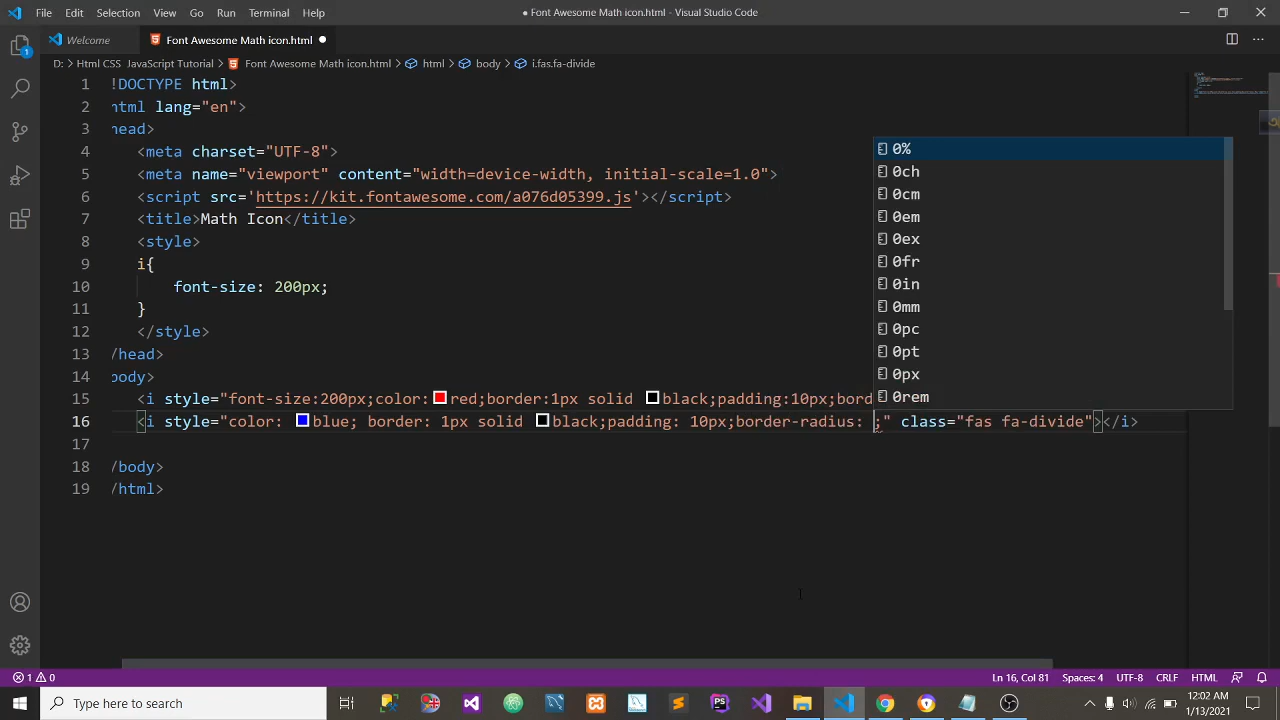 File Edit Selection View Go Run Terminal Help
● Font Awesome Math icon.html - Visual Studio Code
Welcome
Font Awesome Math icon.html ●
D: > Html CSS JavaScript Tutorial > Font Awesome Math icon.html > html > body > i.fas.fa-divide
1 !DOCTYPE html>
2 html lang="en">
3 head>
4 <meta charset="UTF-8">
5 <meta name="viewport" content="width=device-width, initial-scale=1.0">
6 <script src='https://kit.fontawesome.com/a076d05399.js'></script>
7 <title>Math Icon</title>
8 <style>
9 i{
10 font-size: 200px;
11 }
12 </style>
13 /head>
14 body>
15 <i style="font-size:200px;color:red;border:1px solid black;padding:10px;bord
16 <i style="color: blue; border: 1px solid black;padding: 10px;border-radius: ;" class="fas fa-divide"></i>
17
18 /body>
19 /html>
0%
0ch
0cm
0em
0ex
0fr
0in
0mm
0pc
0pt
0px
0rem
1
1 0
Ln 16, Col 81 Spaces: 4 UTF-8 CRLF HTML
Type here to search
PS
12:02 AM
1/13/2021